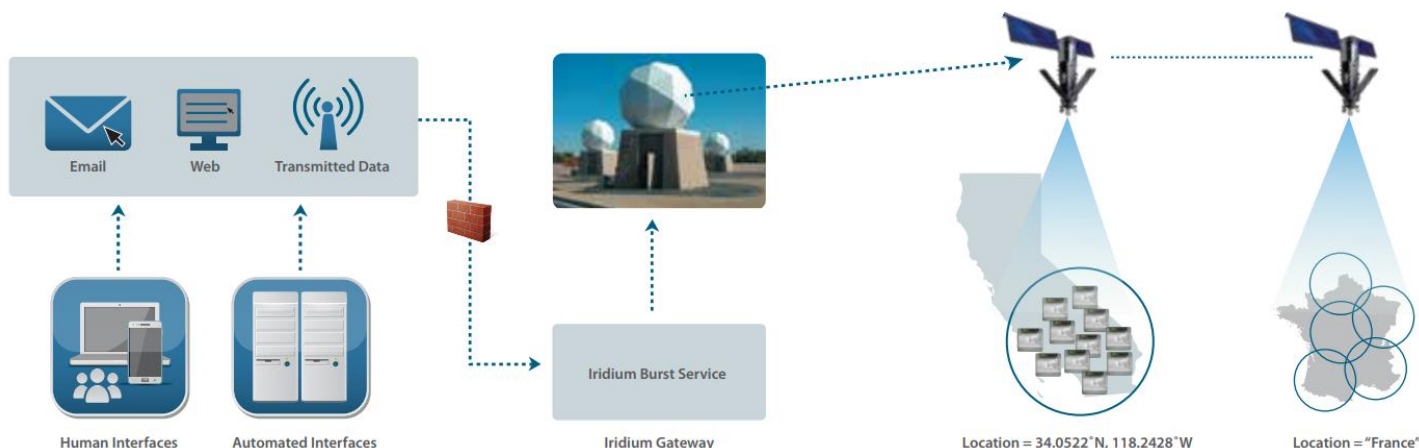 Email
Web
Transmitted Data
Iridium Burst Service
Human Interfaces
Automated Interfaces
Iridium Gateway
Location = 34.0522˚N, 118.2428˚W
Location = “France”